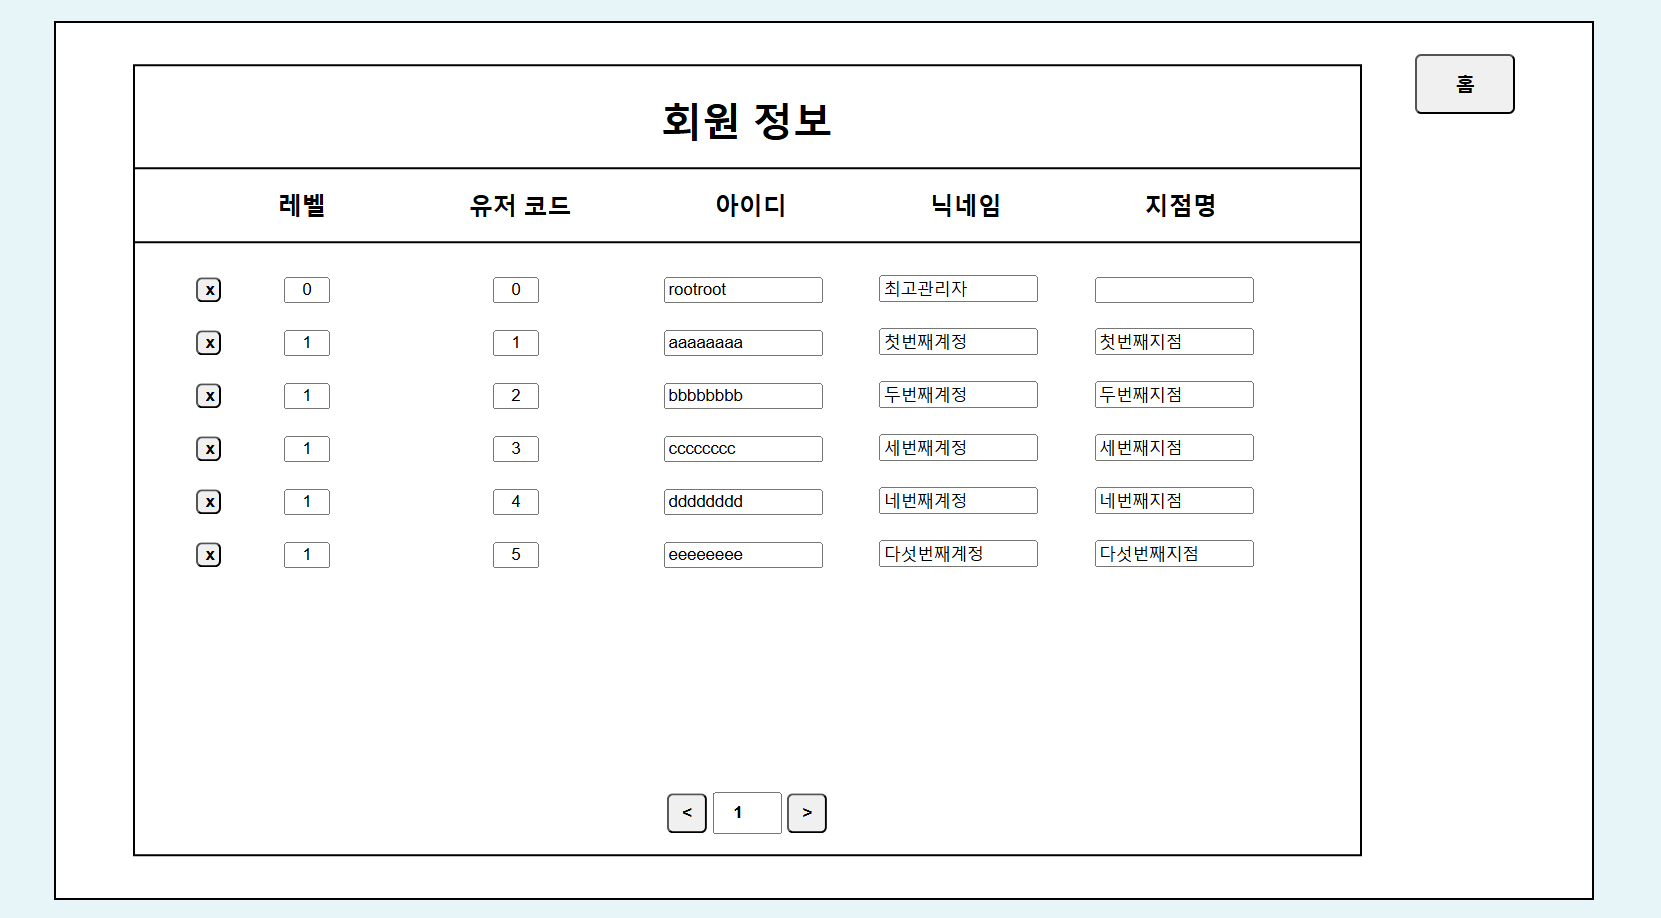 홈
회원 정보
레벨 유저 코드 아이디 닉네임 지점명
x 0 0 rootroot 최고관리자
x 1 1 aaaaaaaa 첫번째계정 첫번째지점
x 1 2 bbbbbbbb 두번째계정 두번째지점
x 1 3 cccccccc 세번째계정 세번째지점
x 1 4 dddddddd 네번째계정 네번째지점
x 1 5 eeeeeeee 다섯번째계정 다섯번째지점
< 1 >